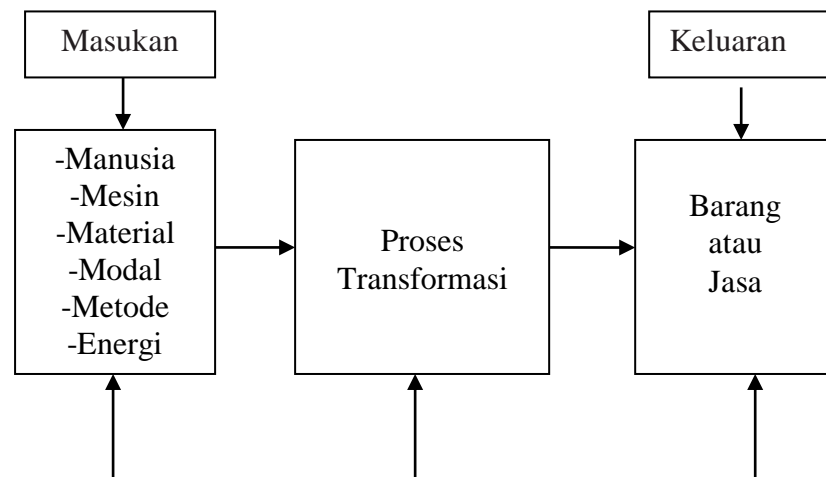 Masukan
Keluaran
-Manusia
-Mesin
-Material
-Modal
-Metode
-Energi
Proses
Transformasi
Barang
atau
Jasa